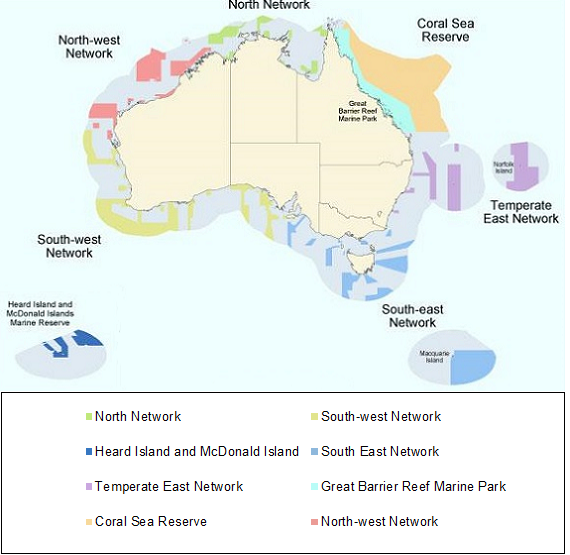 North Network
Coral Sea
Reserve
North-west
Network
Great
Barrier Reef
Marine Park
Norfolk
Island
Temperate
East Network
South-west
Network
Heard Island and
McDonald Islands
Marine Reserve
South-east
Network
Macquarie
Island
North Network
South-west Network
Heard Island and McDonald Island
South East Network
Temperate East Network
Great Barrier Reef Marine Park
Coral Sea Reserve
North-west Network